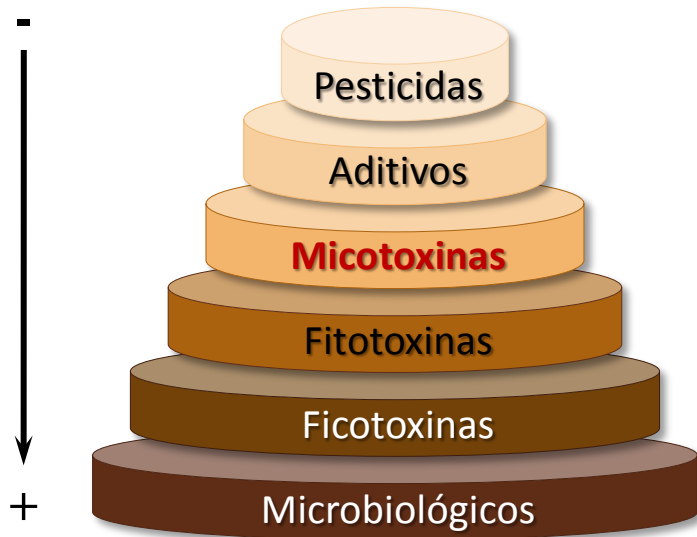 -
Pesticidas
Aditivos
Micotoxinas
Fitotoxinas
Ficotoxinas
Microbiológicos
+